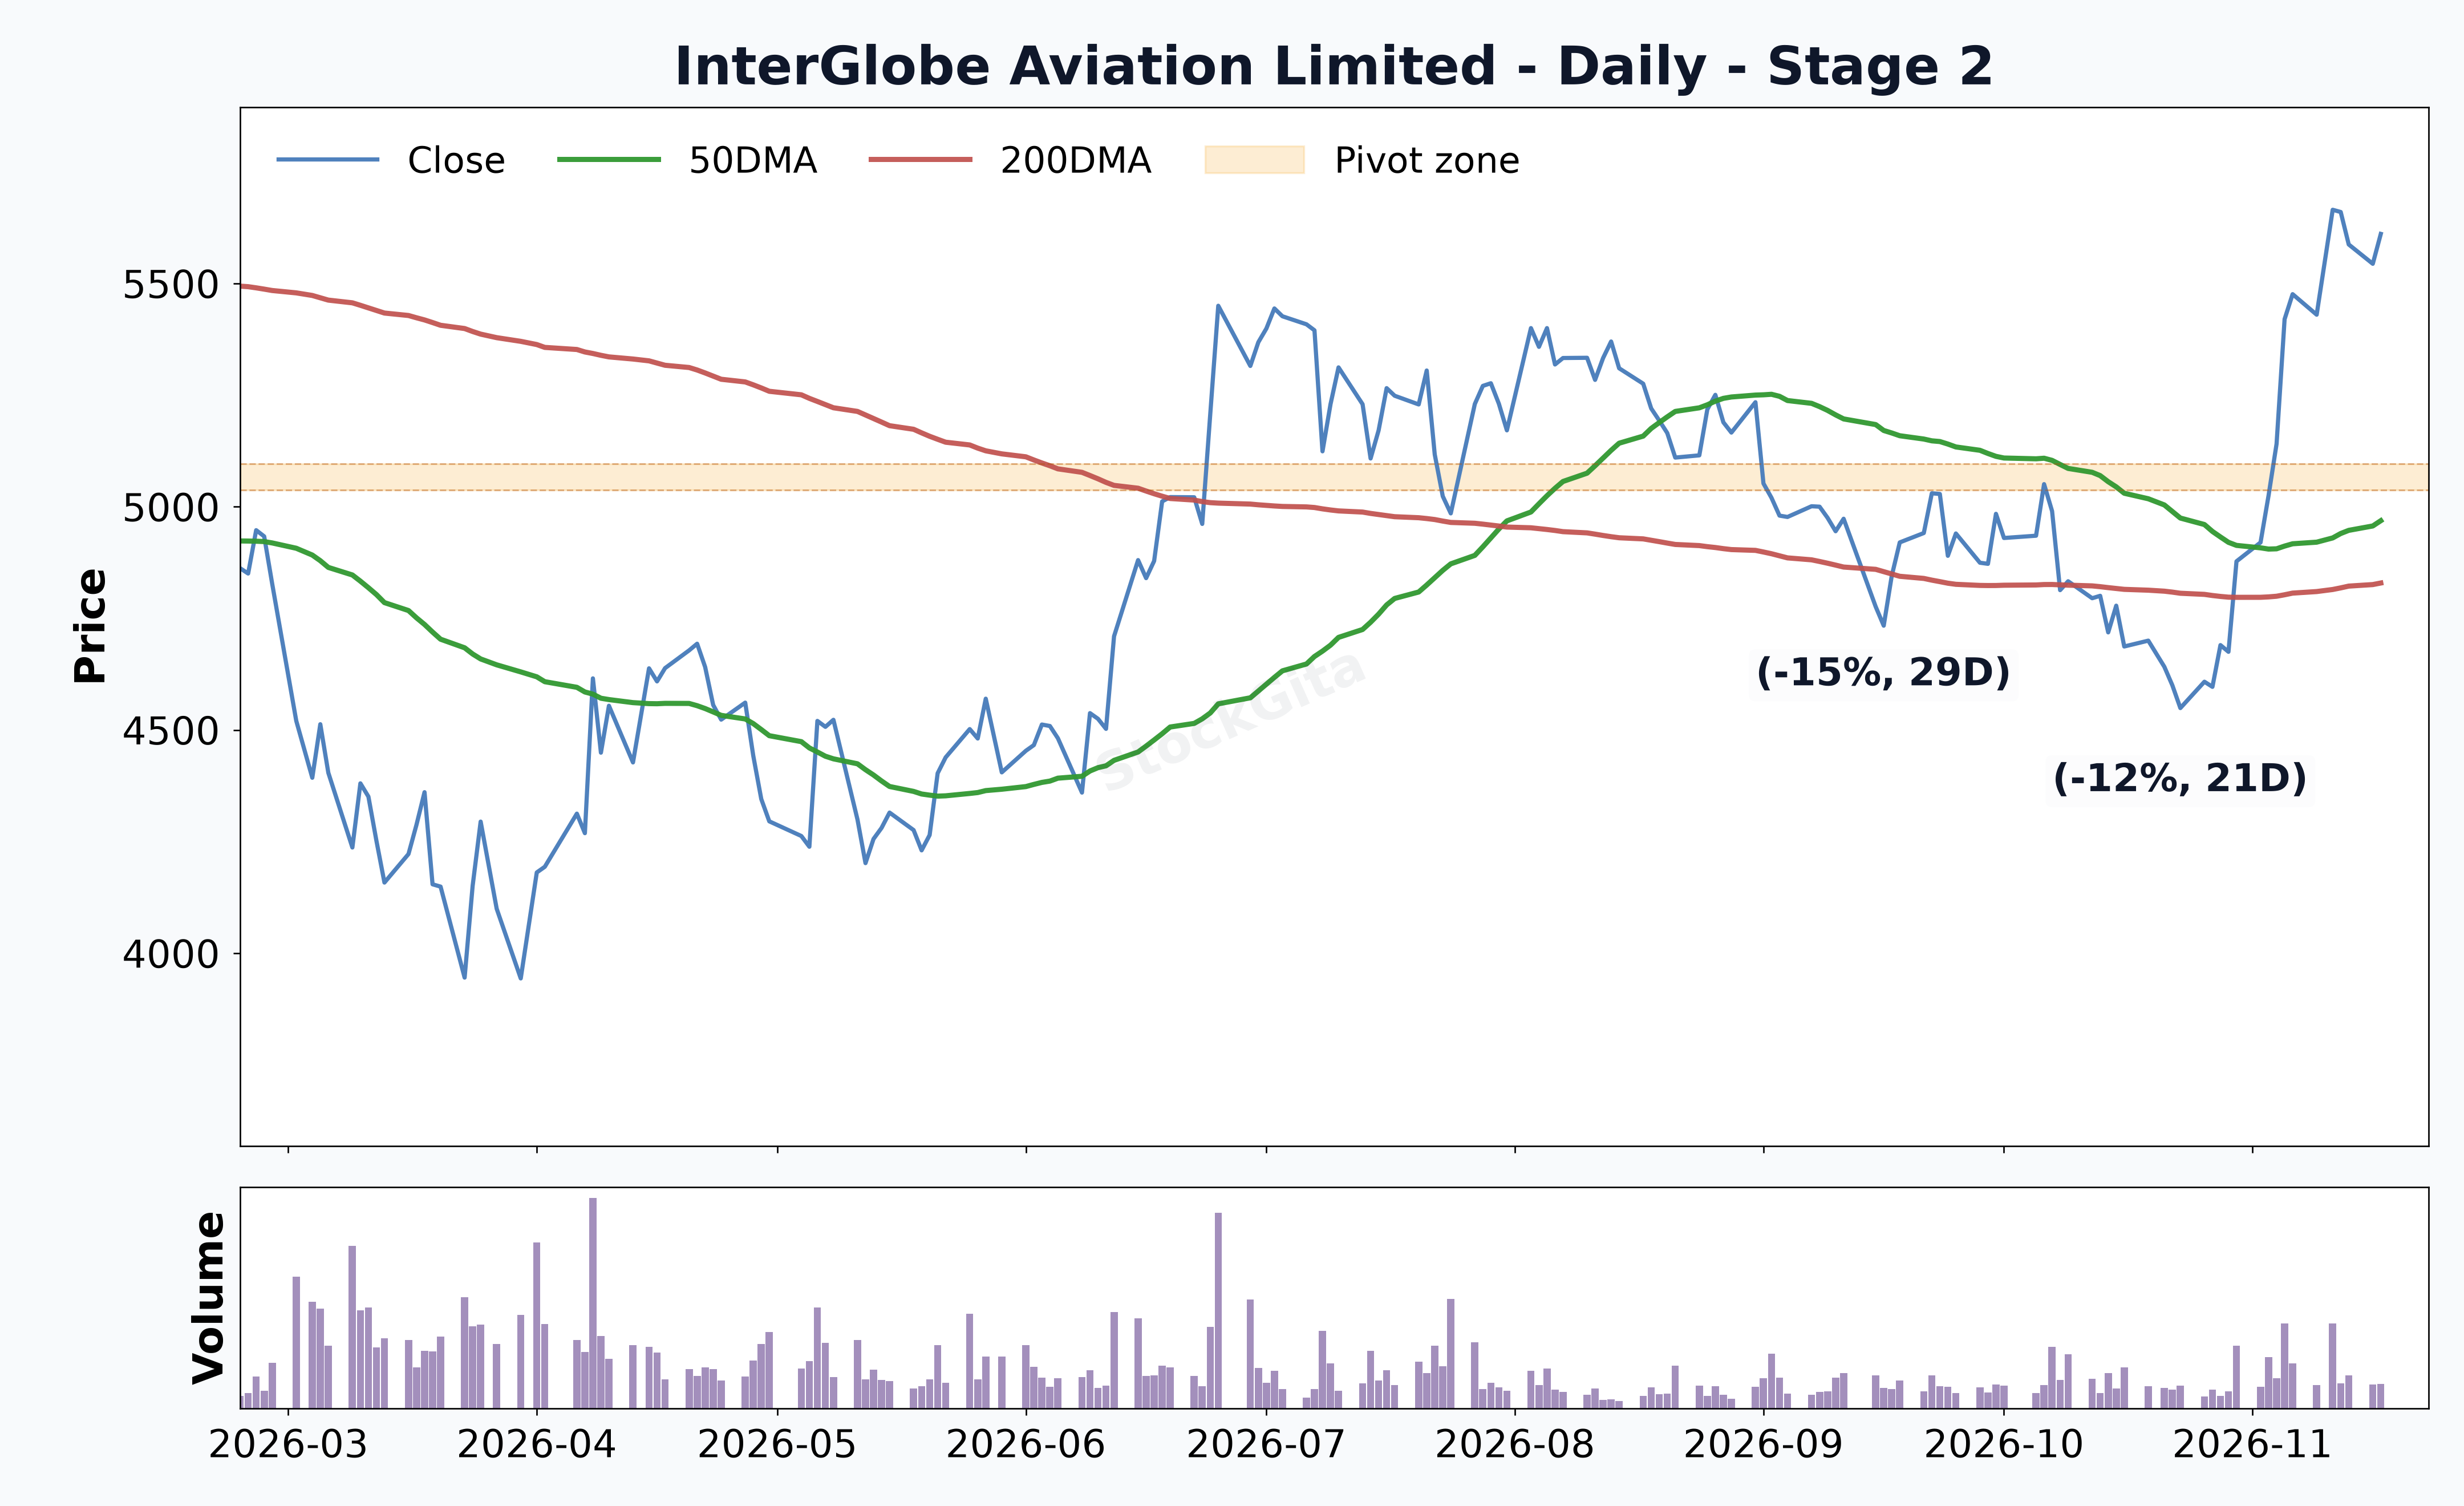 InterGlobe Aviation Limited - Daily - Stage 2
Close 50DMA 200DMA Pivot zone
Price
5500
5000
4500
4000
StockGita
(-15%, 29D)
(-12%, 21D)
Volume
2026-03 2026-04 2026-05 2026-06 2026-07 2026-08 2026-09 2026-10 2026-11